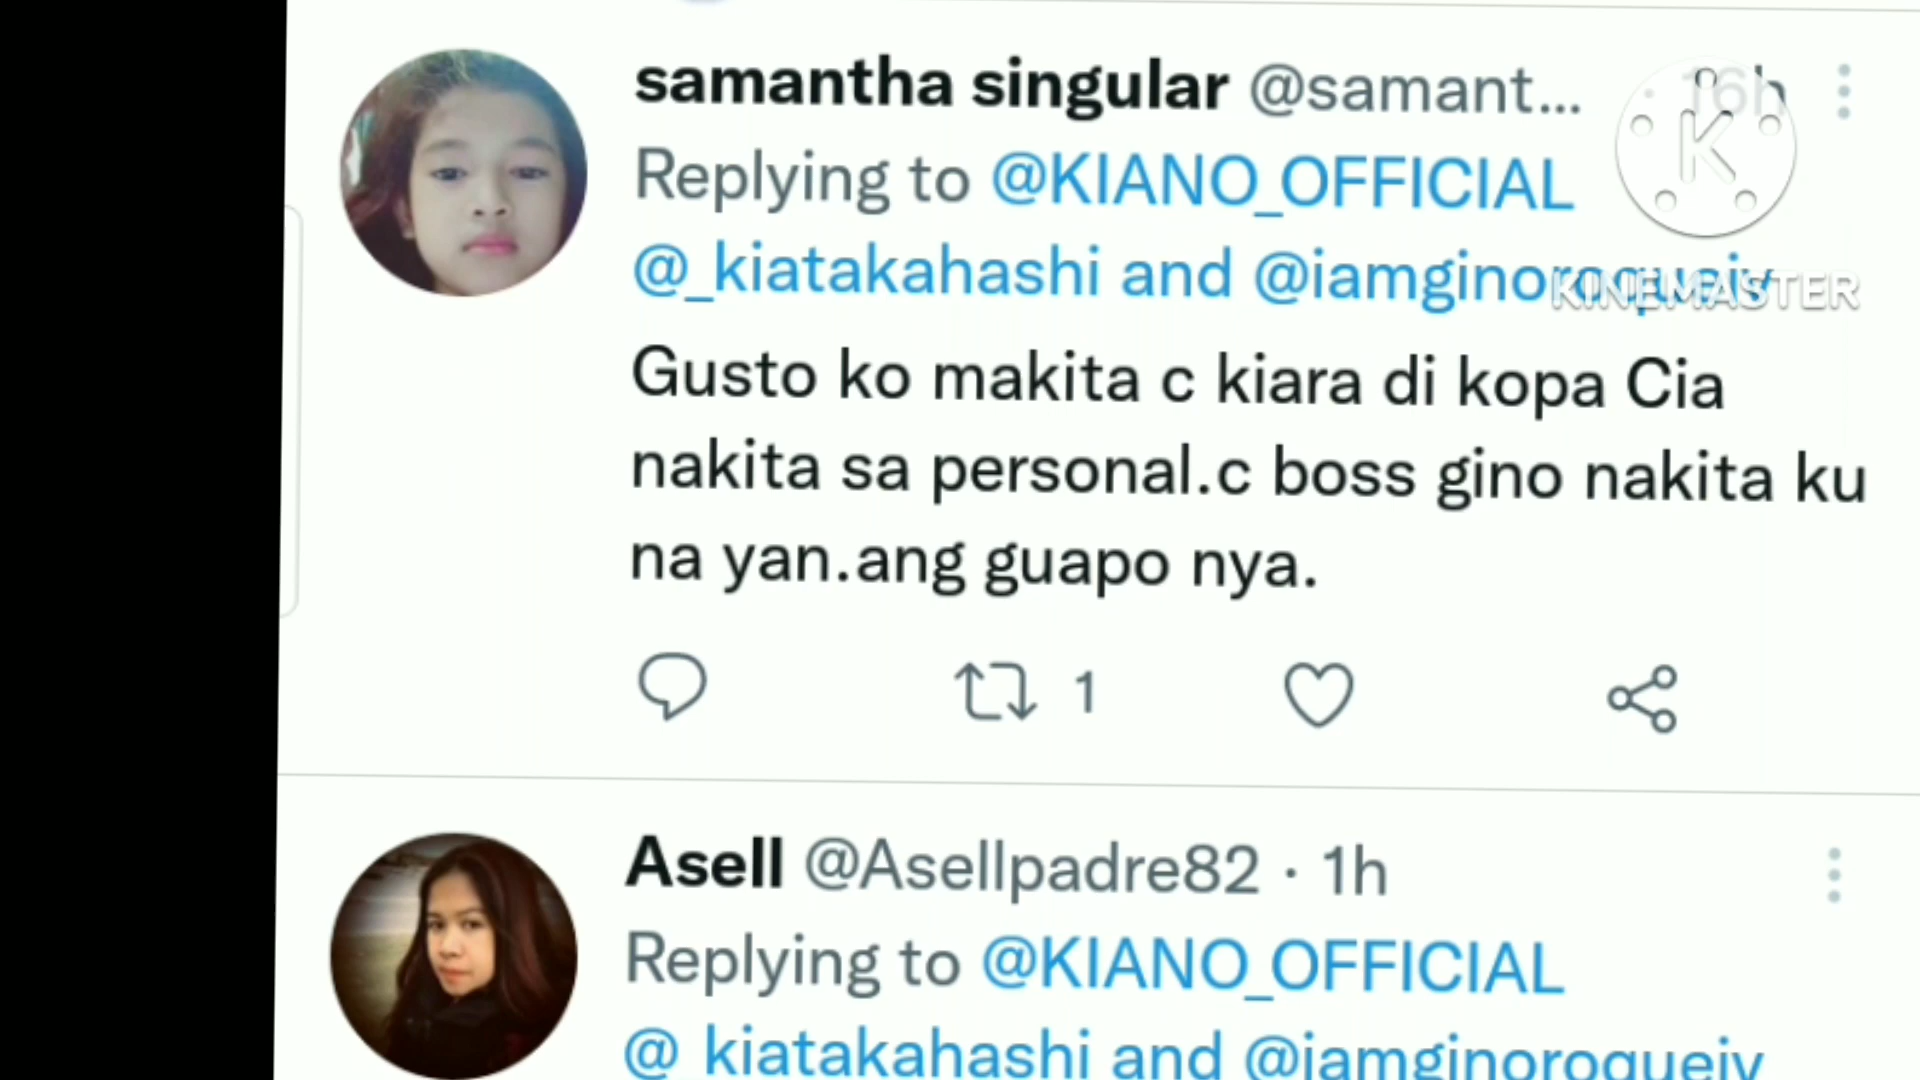 samantha singular @samant... · 16h
Replying to @KIANO_OFFICIAL
@_kiatakahashi and @iamginoroqueiv
KINEMASTER
Gusto ko makita c kiara di kopa Cia
nakita sa personal.c boss gino nakita ku
na yan.ang guapo nya.
1
Asell @Asellpadre82 · 1h
Replying to @KIANO_OFFICIAL
@_kiatakahashi and @iamginoroqueiv